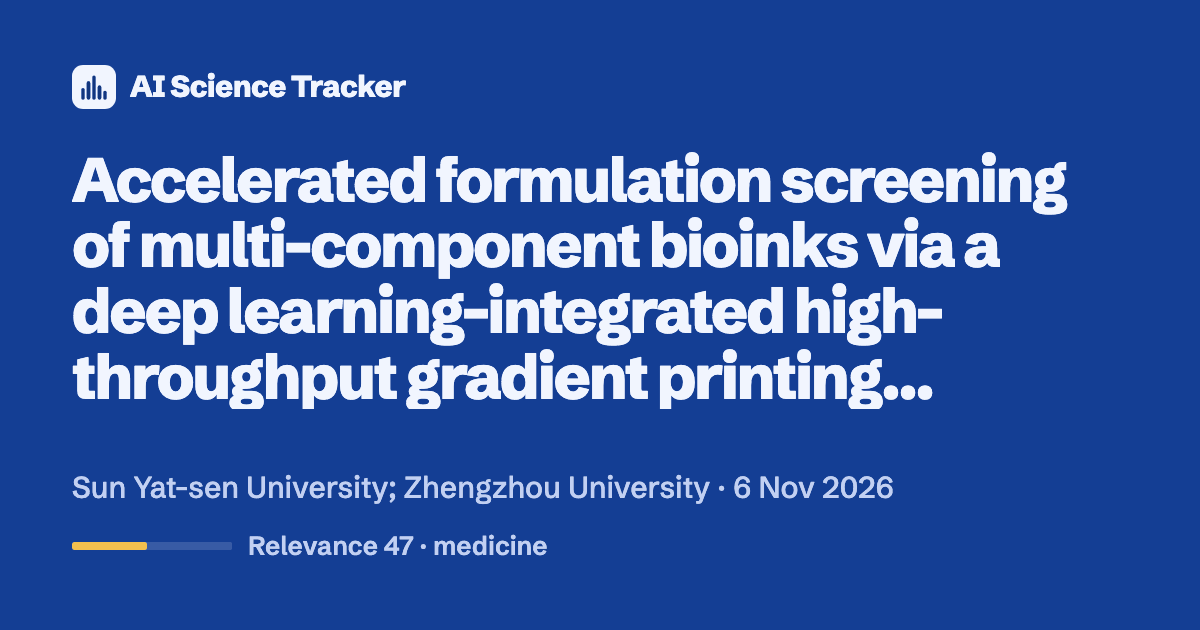 AI Science Tracker
Accelerated formulation screening
of multi-component bioinks via a
deep learning-integrated high-
throughput gradient printing...
Sun Yat-sen University; Zhengzhou University · 6 Nov 2026
Relevance 47 · medicine